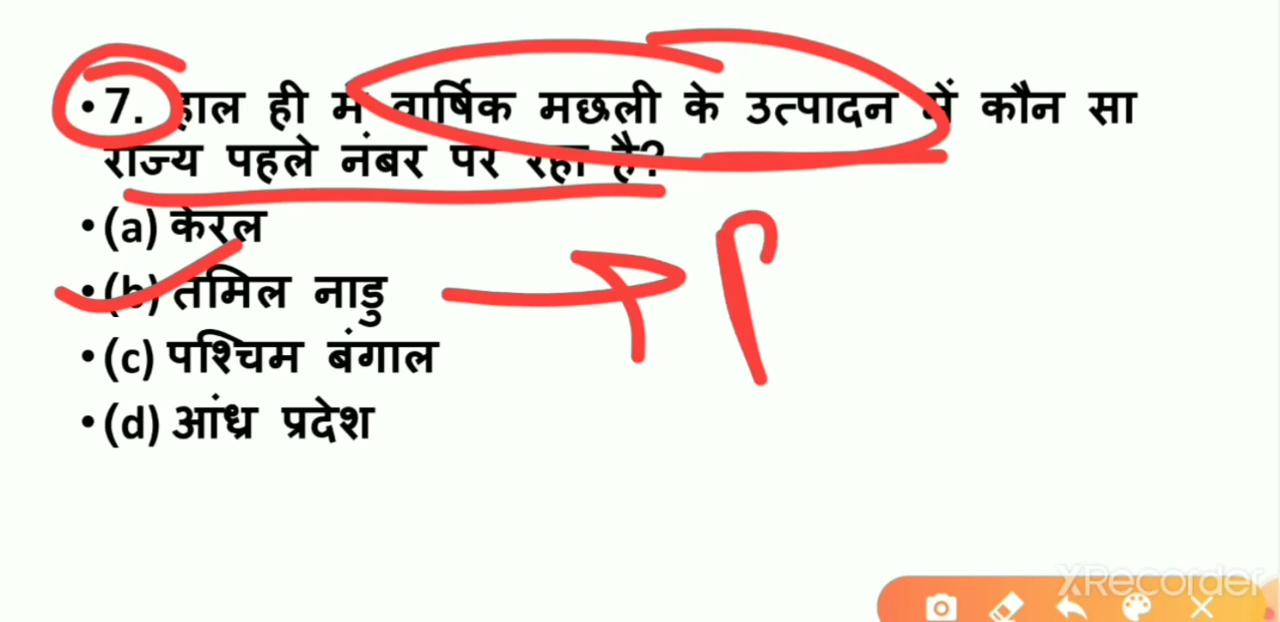 • 7. हाल ही में वार्षिक मछली के उत्पादन में कौन सा
राज्य पहले नंबर पर रहा है?
• (a) केरल
• (b) तमिल नाडु
• (c) पश्चिम बंगाल
• (d) आंध्र प्रदेश
XRecorder